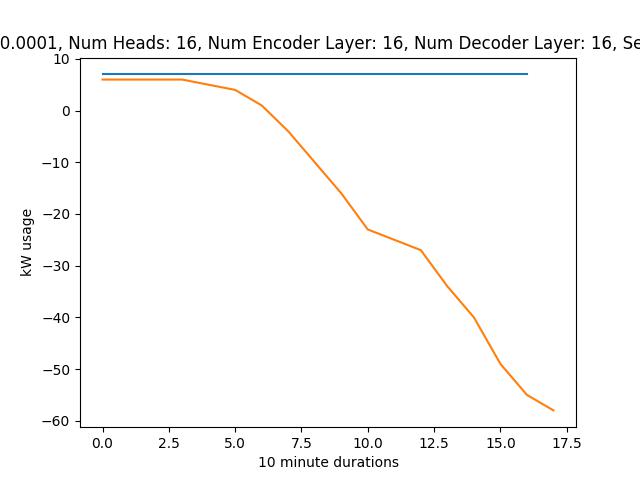 0.0001, Num Heads: 16, Num Encoder Layer: 16, Num Decoder Layer: 16, Se
10
0
−10
−20
−30
−40
−50
−60
kW usage
0.0 2.5 5.0 7.5 10.0 12.5 15.0 17.5
10 minute durations